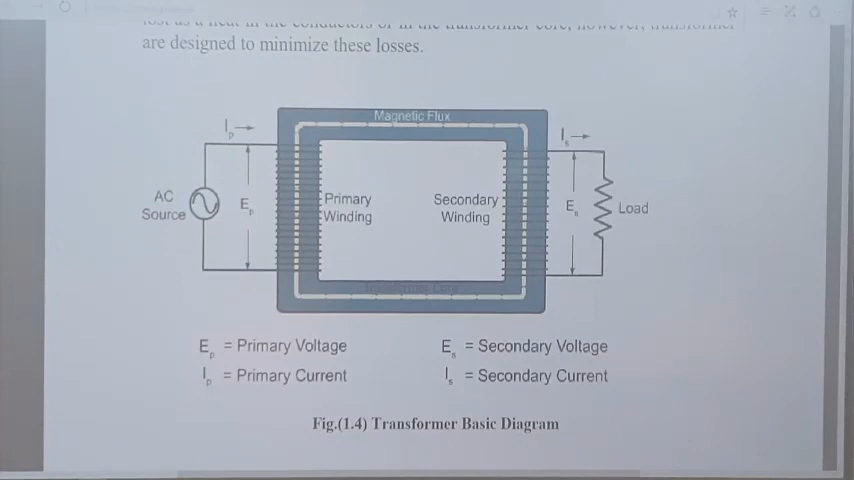 are designed to minimize these losses.
Magnetic Flux
Ip
Is
AC
Source
Ep
Primary
Winding
Secondary
Winding
Es
Load
Ep = Primary Voltage
Es = Secondary Voltage
Ip = Primary Current
Is = Secondary Current
Fig.(1.4) Transformer Basic Diagram